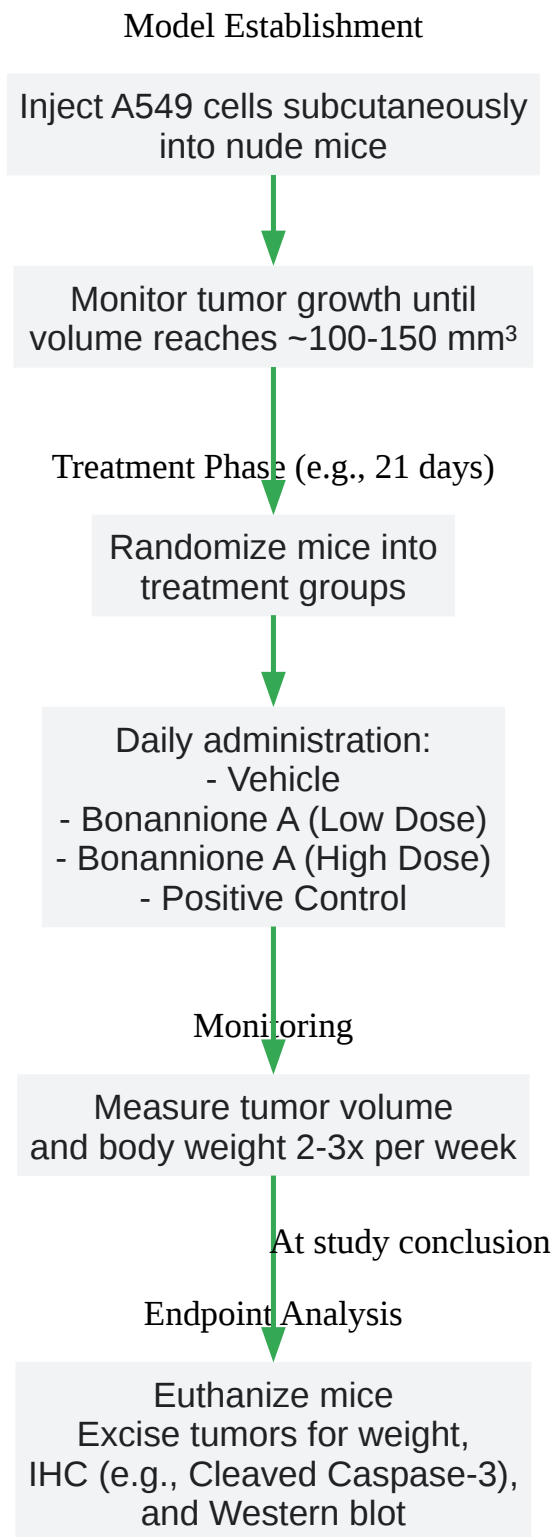 Model Establishment
Inject A549 cells subcutaneously
into nude mice
Monitor tumor growth until
volume reaches ~100-150 mm³
Treatment Phase (e.g., 21 days)
Randomize mice into
treatment groups
Daily administration:
- Vehicle
- Bonannione A (Low Dose)
- Bonannione A (High Dose)
- Positive Control
Monitoring
Measure tumor volume
and body weight 2-3x per week
At study conclusion
Endpoint Analysis
Euthanize mice
Excise tumors for weight,
IHC (e.g., Cleaved Caspase-3),
and Western blot